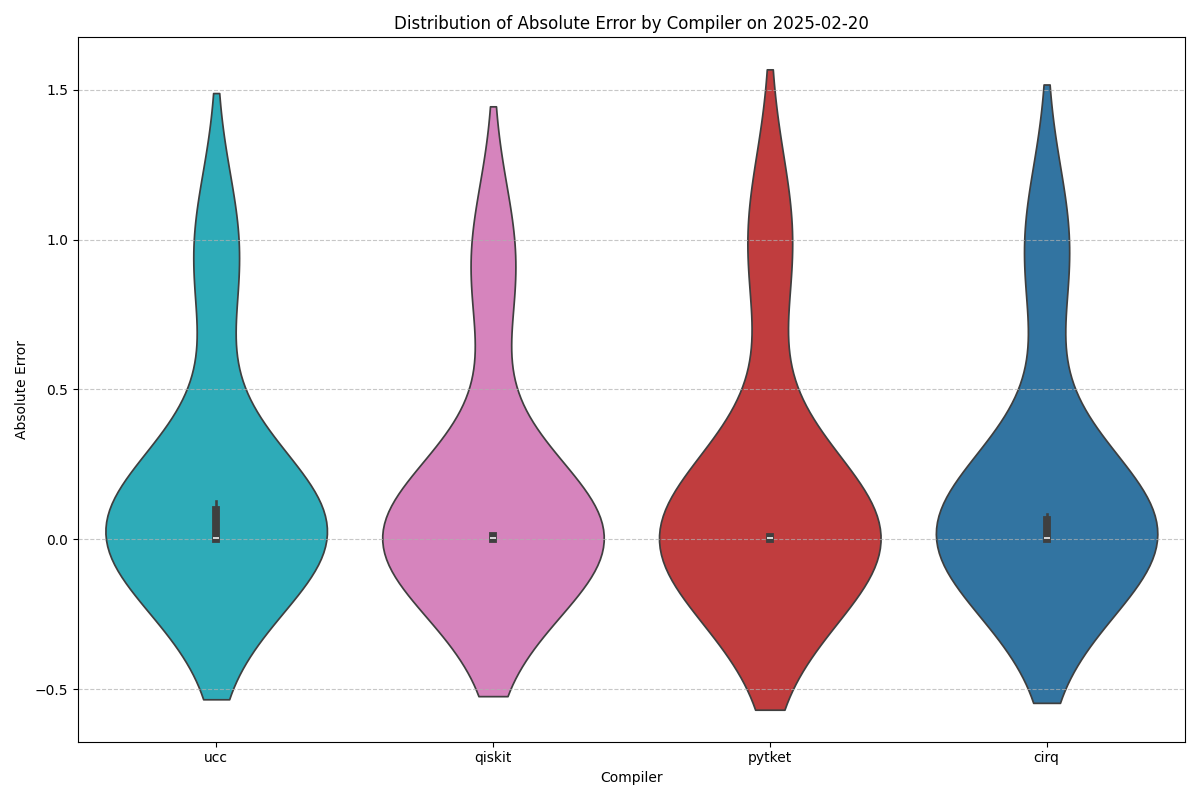 Distribution of Absolute Error by Compiler on 2025-02-20
1.5
1.0
0.5
0.0
−0.5
Absolute Error
ucc qiskit pytket cirq
Compiler